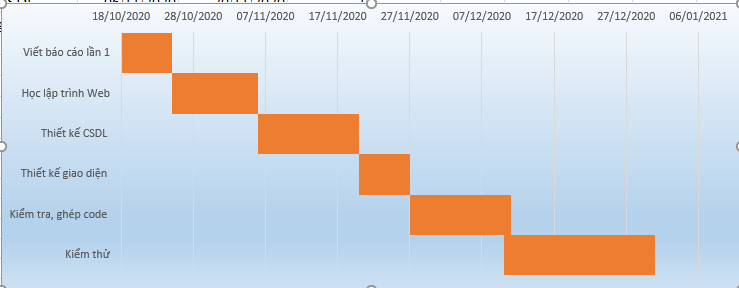 18/10/2020 28/10/2020 07/11/2020 17/11/2020 27/11/2020 07/12/2020 17/12/2020 27/12/2020 06/01/2021
Viết báo cáo lần 1
Học lập trình Web
Thiết kế CSDL
Thiết kế giao diện
Kiểm tra, ghép code
Kiểm thử